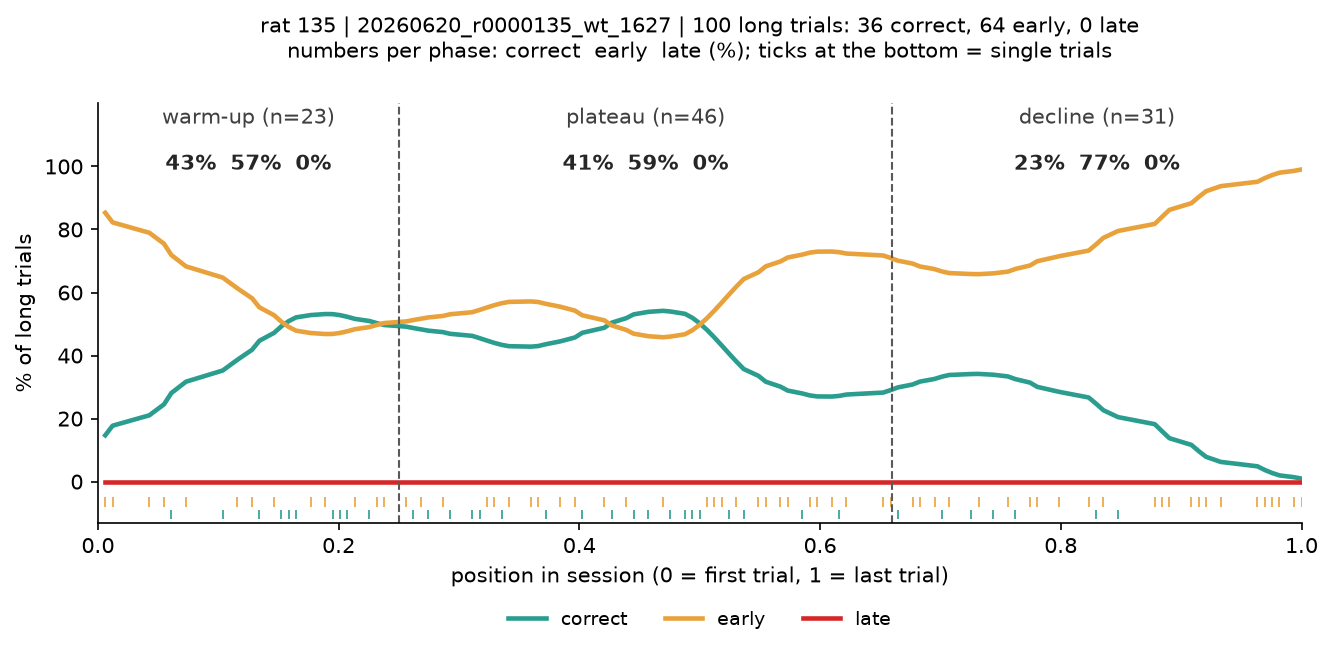 rat 135 | 20260620_r0000135_wt_1627 | 100 long trials: 36 correct, 64 early, 0 late
numbers per phase: correct  early  late (%); ticks at the bottom = single trials
warm-up (n=23)
plateau (n=46)
decline (n=31)
43%  57%  0%
41%  59%  0%
23%  77%  0%
% of long trials
100
80
60
40
20
0
0.0
0.2
0.4
0.6
0.8
1.0
position in session (0 = first trial, 1 = last trial)
correct
early
late